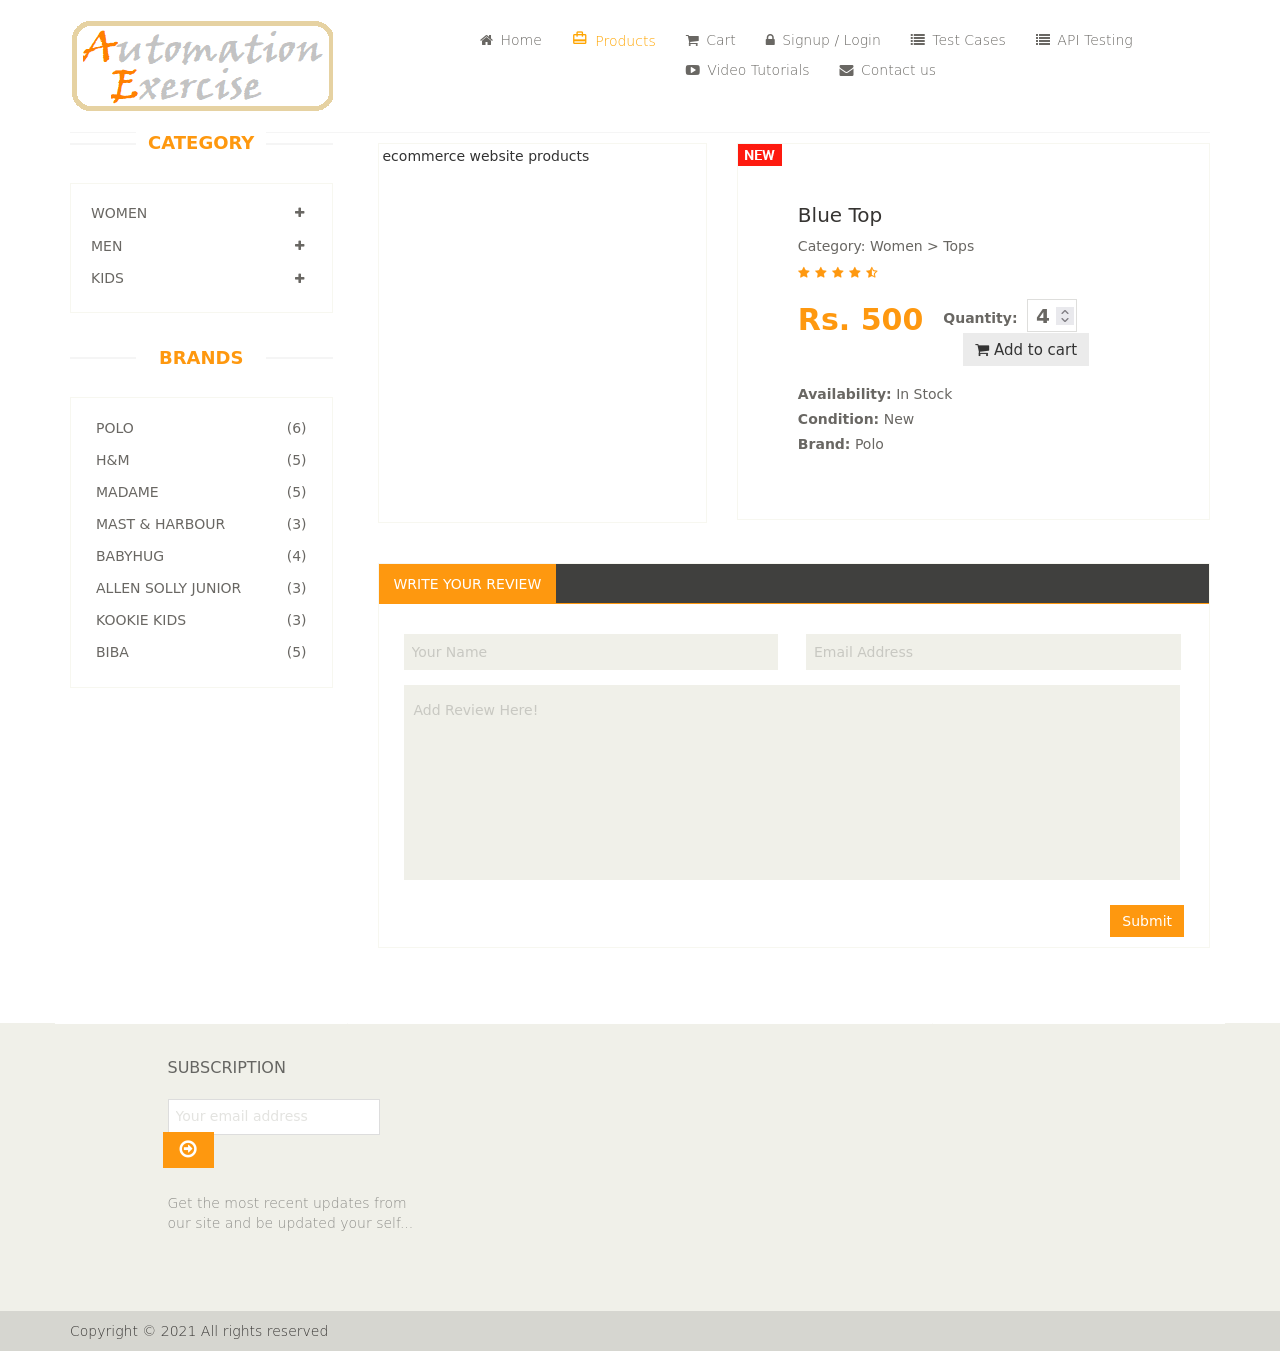 Automation
Exercise
Home
Products
Cart
Signup / Login
Test Cases
API Testing
Video Tutorials
Contact us
CATEGORY
WOMEN
MEN
KIDS
BRANDS
POLO (6)
H&M (5)
MADAME (5)
MAST & HARBOUR (3)
BABYHUG (4)
ALLEN SOLLY JUNIOR (3)
KOOKIE KIDS (3)
BIBA (5)
ecommerce website products
NEW
Blue Top
Category: Women > Tops
Rs. 500 Quantity: 4
Add to cart
Availability: In Stock
Condition: New
Brand: Polo
WRITE YOUR REVIEW
Your Name
Email Address
Add Review Here!
Submit
SUBSCRIPTION
Your email address
Get the most recent updates from
our site and be updated your self...
Copyright © 2021 All rights reserved